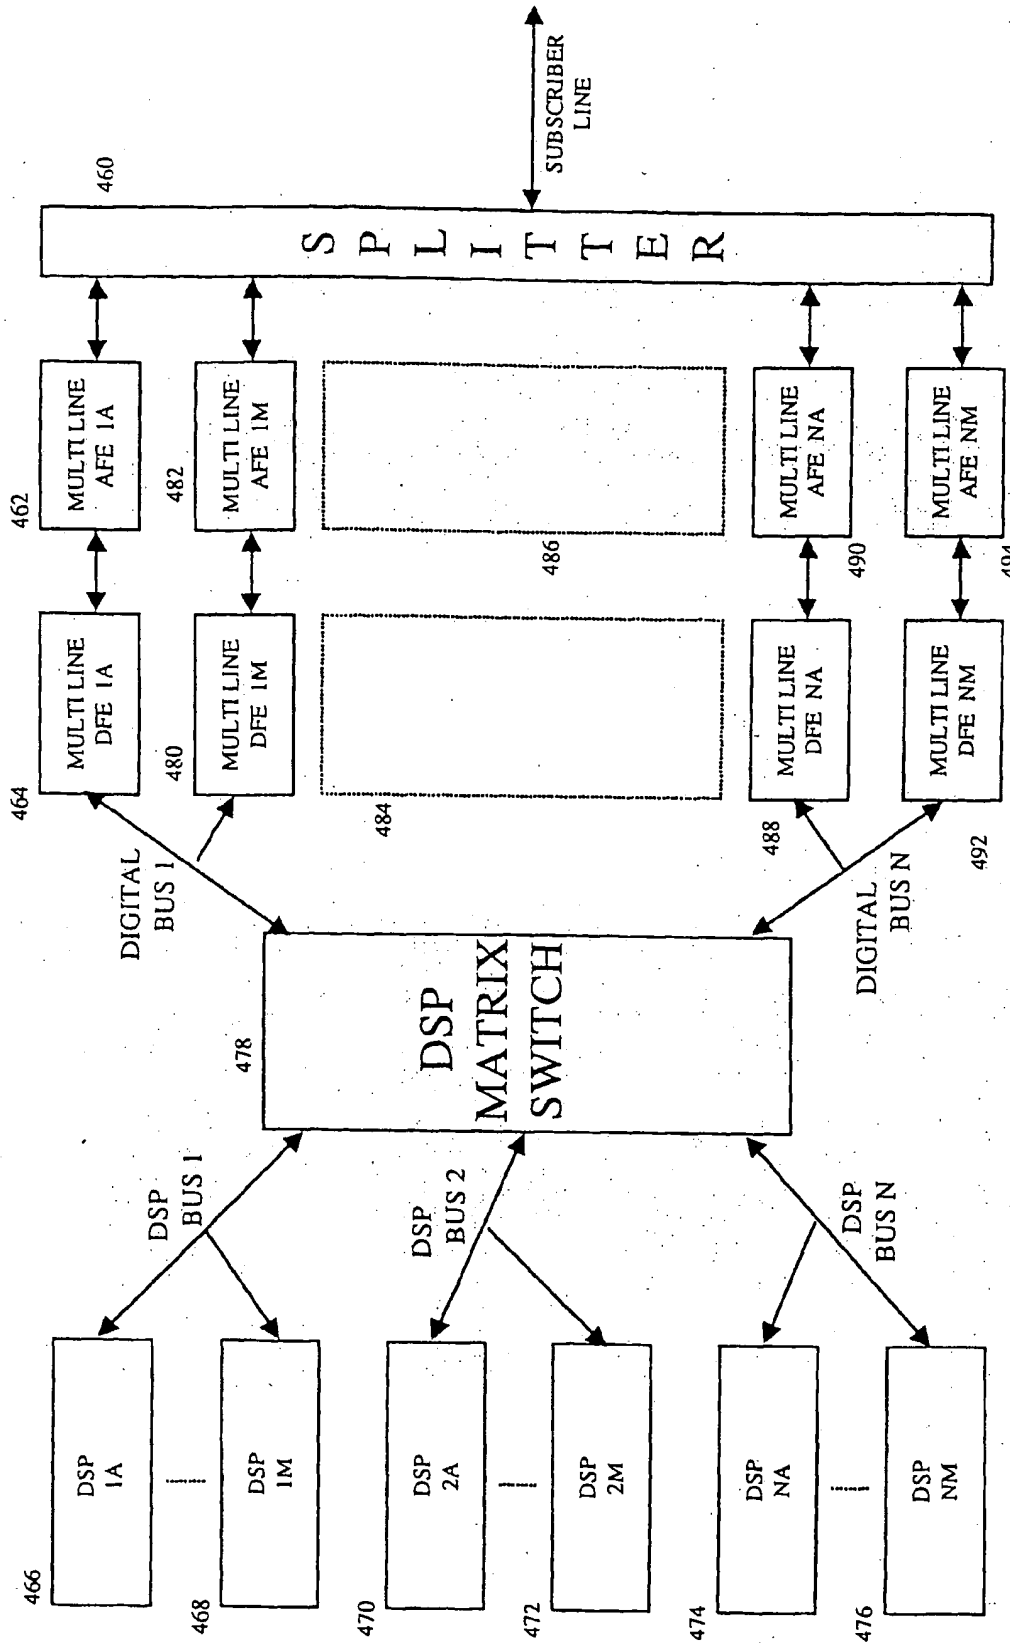 466
DSP
1A
468
DSP
1M
470
DSP
2A
472
DSP
2M
474
DSP
NA
476
DSP
NM
DSP
BUS 1
DSP
BUS 2
DSP
BUS N
478
DSP
MATRIX
SWITCH
DIGITAL
BUS 1
DIGITAL
BUS N
464
MULTI LINE
DFE 1A
480
MULTI LINE
DFE 1M
484
488
MULTI LINE
DFE NA
492
MULTI LINE
DFE NM
462
MULTI LINE
AFE 1A
482
MULTI LINE
AFE 1M
486
490
MULTI LINE
AFE NA
494
MULTI LINE
AFE NM
460
SPLITTER
SUBSCRIBER
LINE